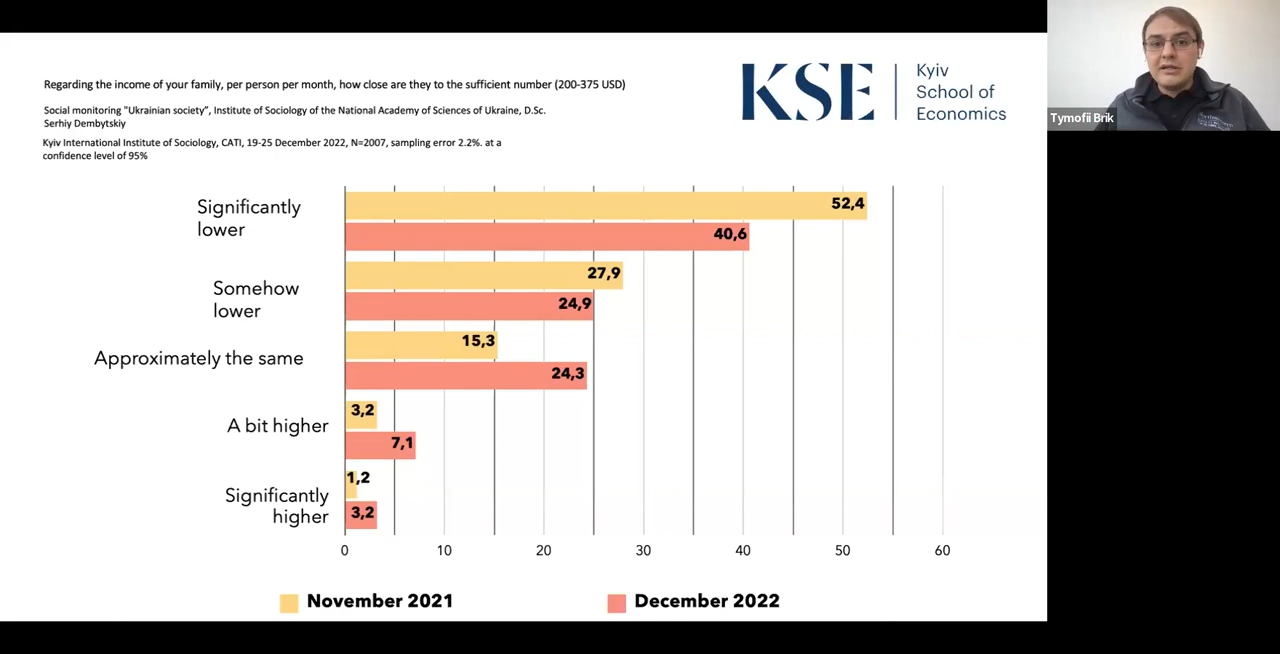 Regarding the income of your family, per person per month, how close are they to the sufficient number (200-375 USD)
Social monitoring "Ukrainian society", Institute of Sociology of the National Academy of Sciences of Ukraine, D.Sc.
Serhiy Dembytskiy
Kyiv International Institute of Sociology, CATI, 19-25 December 2022, N=2007, sampling error 2.2%. at a
confidence level of 95%
KSE
Kyiv
School of
Economics
Tymofii Brik
Significantly
lower
52,4
40,6
Somehow
lower
27,9
24,9
Approximately the same
15,3
24,3
A bit higher
3,2
7,1
Significantly
higher
1,2
3,2
0 10 20 30 40 50 60
November 2021 December 2022